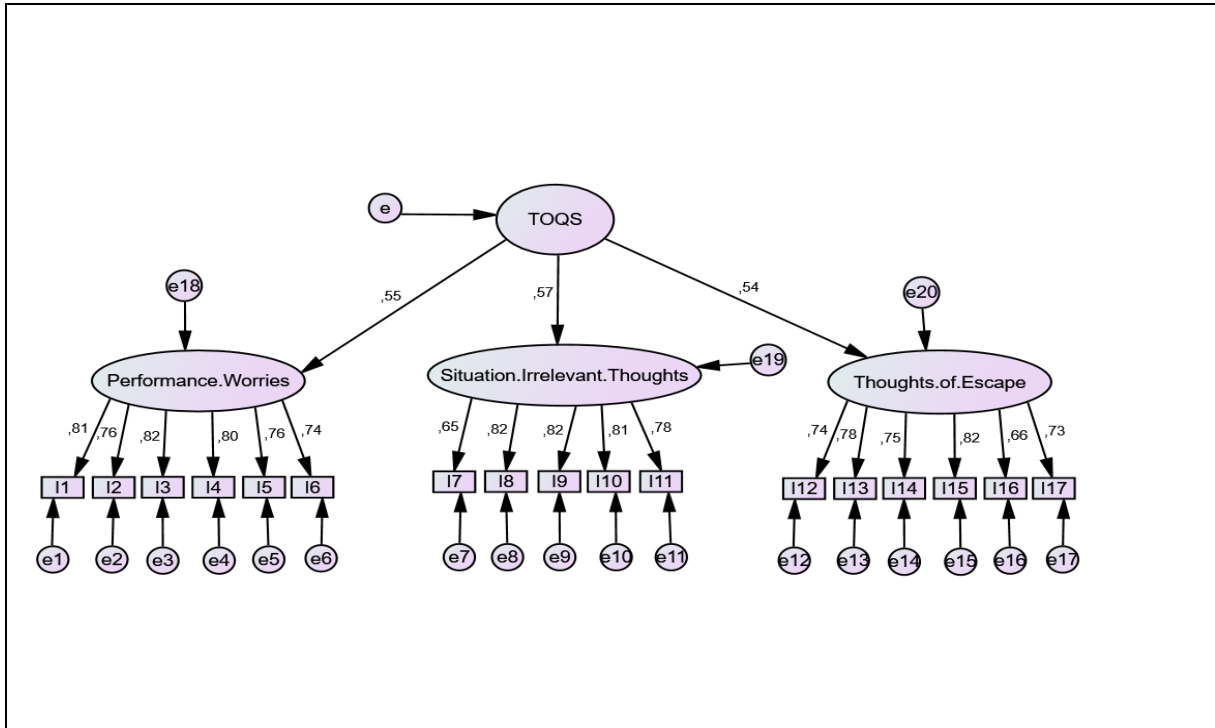 TOQS
e
,55
,57
,54
e18
e20
e19
Performance.Worries
Situation.Irrelevant.Thoughts
Thoughts.of.Escape
,81 ,76 ,82 ,80 ,76 ,74
,65 ,82 ,82 ,81 ,78
,74 ,78 ,75 ,82 ,66 ,73
I1 I2 I3 I4 I5 I6
I7 I8 I9 I10 I11
I12 I13 I14 I15 I16 I17
e1 e2 e3 e4 e5 e6
e7 e8 e9 e10 e11
e12 e13 e14 e15 e16 e17